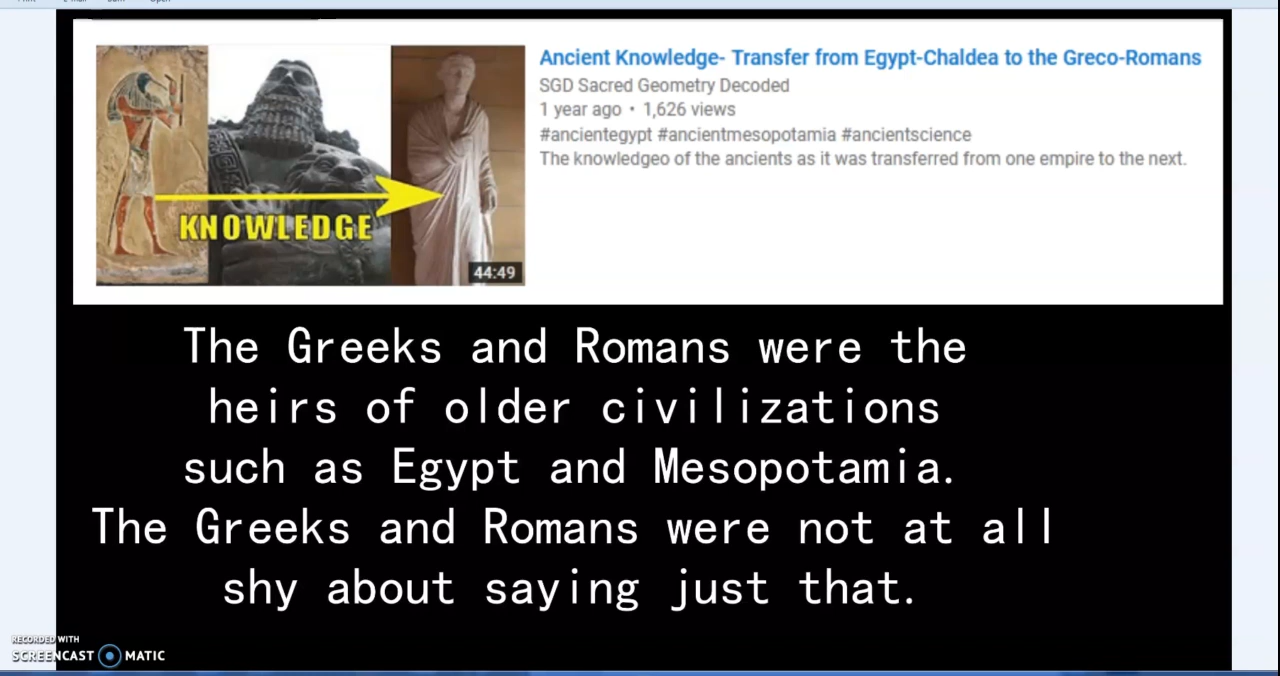 Ancient Knowledge- Transfer from Egypt-Chaldea to the Greco-Romans
SGD Sacred Geometry Decoded
1 year ago • 1,626 views
#ancientegypt #ancientmesopotamia #ancientscience
The knowledgeo of the ancients as it was transferred from one empire to the next.
KNOWLEDGE
44:49
The Greeks and Romans were the
heirs of older civilizations
such as Egypt and Mesopotamia.
The Greeks and Romans were not at all
shy about saying just that.
RECORDED WITH
SCREENCAST MATIC